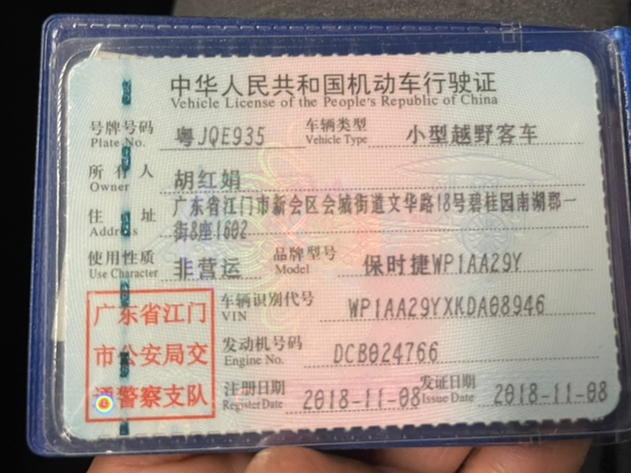 中华人民共和国机动车行驶证
Vehicle License of the People's Republic of China
号牌号码 粤JQE935 车辆类型 小型越野客车
Plate No. Vehicle Type
所有人 胡红娟
Owner
住址 广东省江门市新会区会城街道文华路18号碧桂园南湖郡一
Address 街8座1602
使用性质 非营运 品牌型号 保时捷WP1AA29Y
Use Character Model
广东省江门 车辆识别代号 WP1AA29YXKDA08946
VIN
市公安局交 发动机号码 DCB024766
Engine No.
通警察支队 注册日期 2018-11-08 发证日期 2018-11-08
Register Date Issue Date